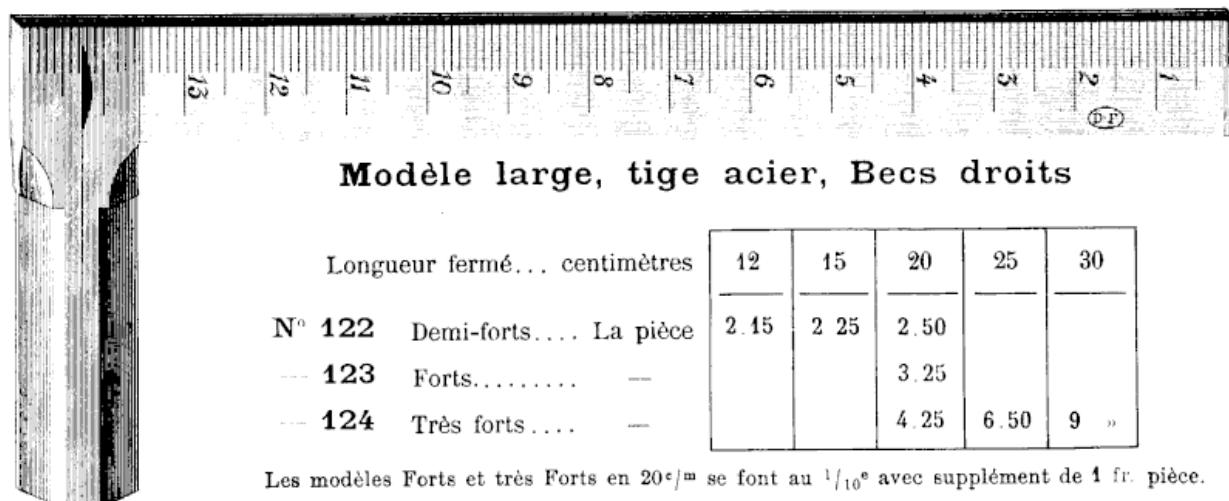 13 12 11 10 9 8 7 6 5 4 3 2 1
D F
Modèle large, tige acier, Becs droits
Longueur fermé... centimètres 12 15 20 25 30
N° 122 Demi-forts.... La pièce 2.15 2 25 2.50
— 123 Forts......... — 3.25
— 124 Très forts.... — 4.25 6.50 9 »
Les modèles Forts et très Forts en 20ᶜ/ᵐ se font au ¹/₁₀ᵉ avec supplément de 1 fr. pièce.